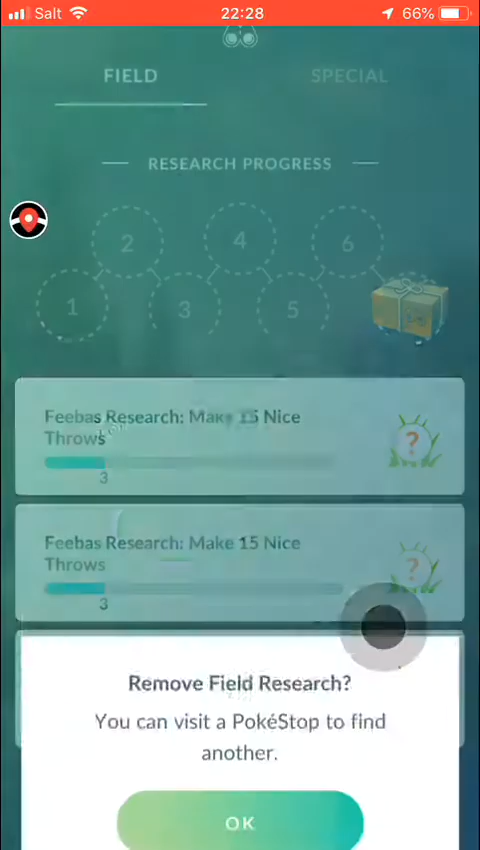 Salt 22:28 66%
FIELD SPECIAL
RESEARCH PROGRESS
2 4 6
1 3 5
Feebas Research: Make 15 Nice
Throws
3
?
Feebas Research: Make 15 Nice
Throws
3
?
Remove Field Research?
You can visit a PokéStop to find
another.
OK